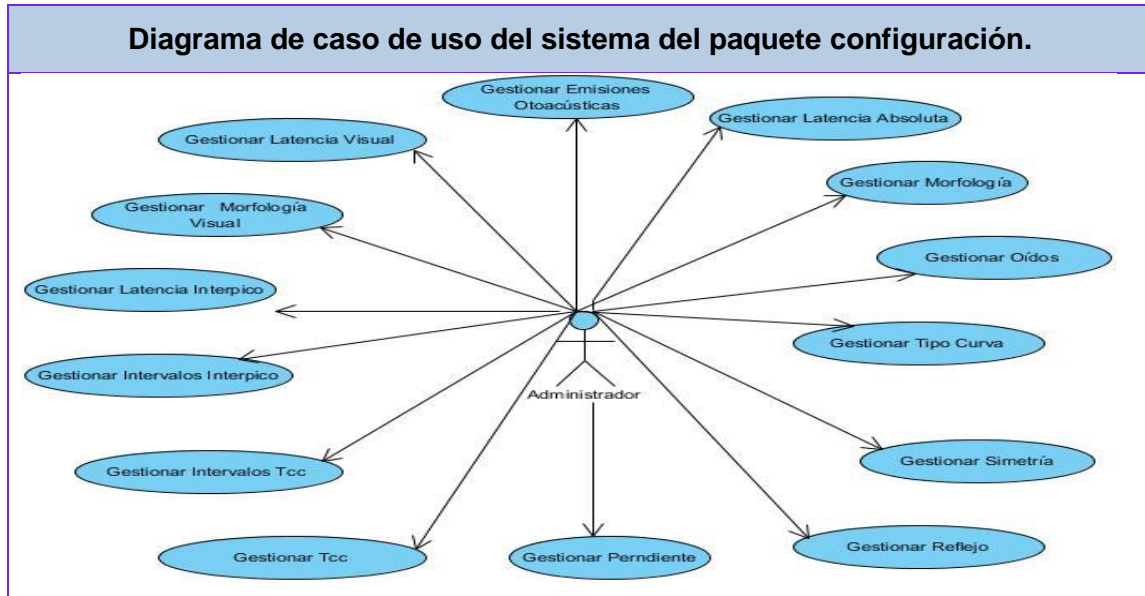 Diagrama de caso de uso del sistema del paquete configuración.
Gestionar Emisiones
Otoacústicas
Gestionar Latencia Absoluta
Gestionar Latencia Visual
Gestionar Morfología
Gestionar Morfología
Visual
Gestionar Oídos
Gestionar Latencia Interpico
Gestionar Tipo Curva
Gestionar Intervalos Interpico
Administrador
Gestionar Simetría
Gestionar Intervalos Tcc
Gestionar Reflejo
Gestionar Tcc
Gestionar Perndiente